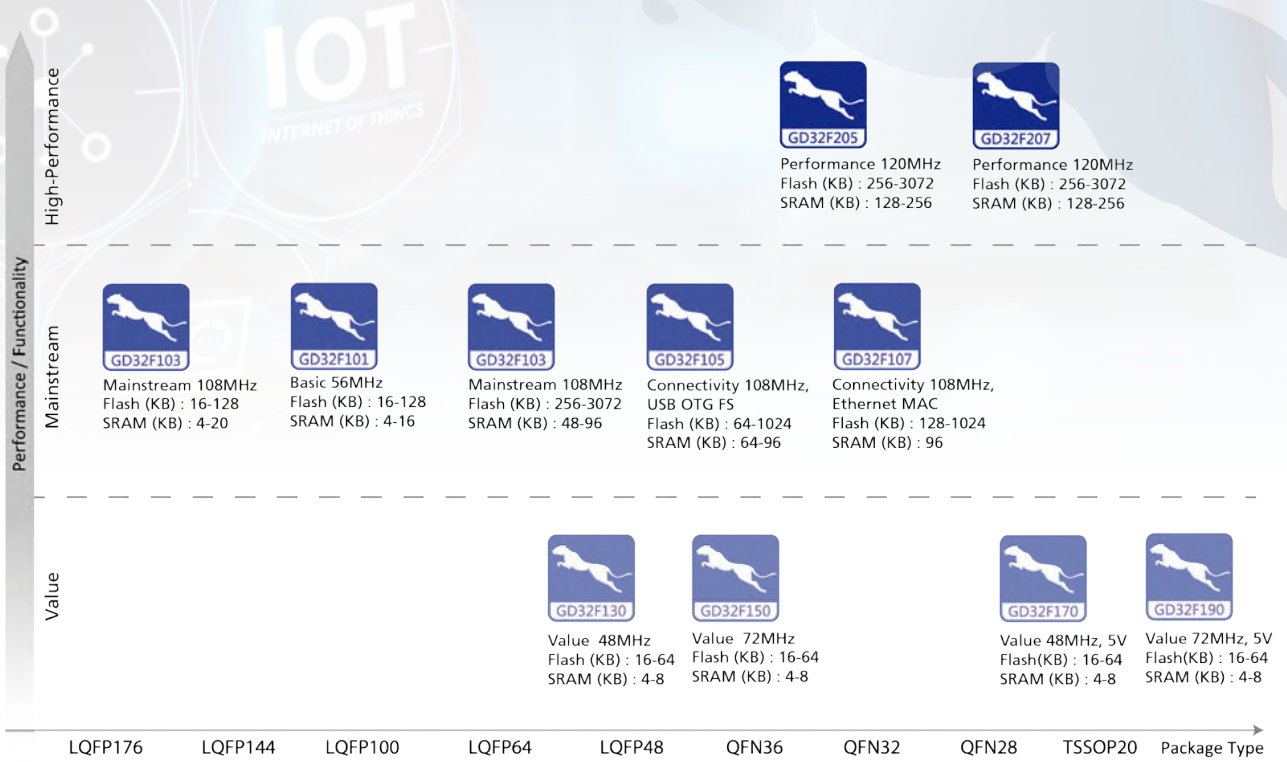 IOT
INTERNET OF THINGS
Performance / Functionality
High-Performance
GD32F205
Performance 120MHz
Flash (KB) : 256-3072
SRAM (KB) : 128-256
GD32F207
Performance 120MHz
Flash (KB) : 256-3072
SRAM (KB) : 128-256
Mainstream
GD32F103
Mainstream 108MHz
Flash (KB) : 16-128
SRAM (KB) : 4-20
GD32F101
Basic 56MHz
Flash (KB) : 16-128
SRAM (KB) : 4-16
GD32F103
Mainstream 108MHz
Flash (KB) : 256-3072
SRAM (KB) : 48-96
GD32F105
Connectivity 108MHz,
USB OTG FS
Flash (KB) : 64-1024
SRAM (KB) : 64-96
GD32F107
Connectivity 108MHz,
Ethernet MAC
Flash (KB) : 128-1024
SRAM (KB) : 96
Value
GD32F130
Value 48MHz
Flash (KB) : 16-64
SRAM (KB) : 4-8
GD32F150
Value 72MHz
Flash (KB) : 16-64
SRAM (KB) : 4-8
GD32F170
Value 48MHz, 5V
Flash(KB) : 16-64
SRAM (KB) : 4-8
GD32F190
Value 72MHz, 5V
Flash(KB) : 16-64
SRAM (KB) : 4-8
LQFP176 LQFP144 LQFP100 LQFP64 LQFP48 QFN36 QFN32 QFN28 TSSOP20 Package Type